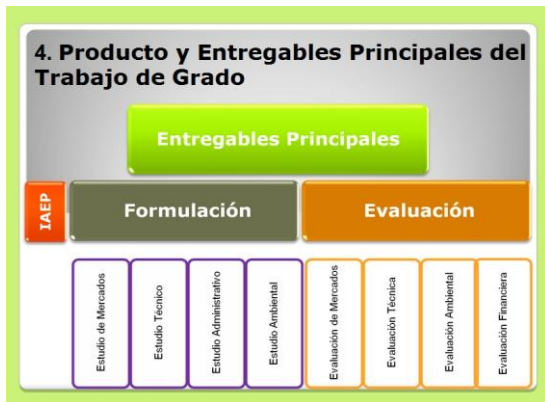 4. Producto y Entregables Principales del
Trabajo de Grado
Entregables Principales
IAEP
Formulación
Evaluación
Estudio de Mercados
Estudio Técnico
Estudio Administrativo
Estudio Ambiental
Evaluación de Mercados
Evaluación Técnica
Evaluación Ambiental
Evaluación Financiera